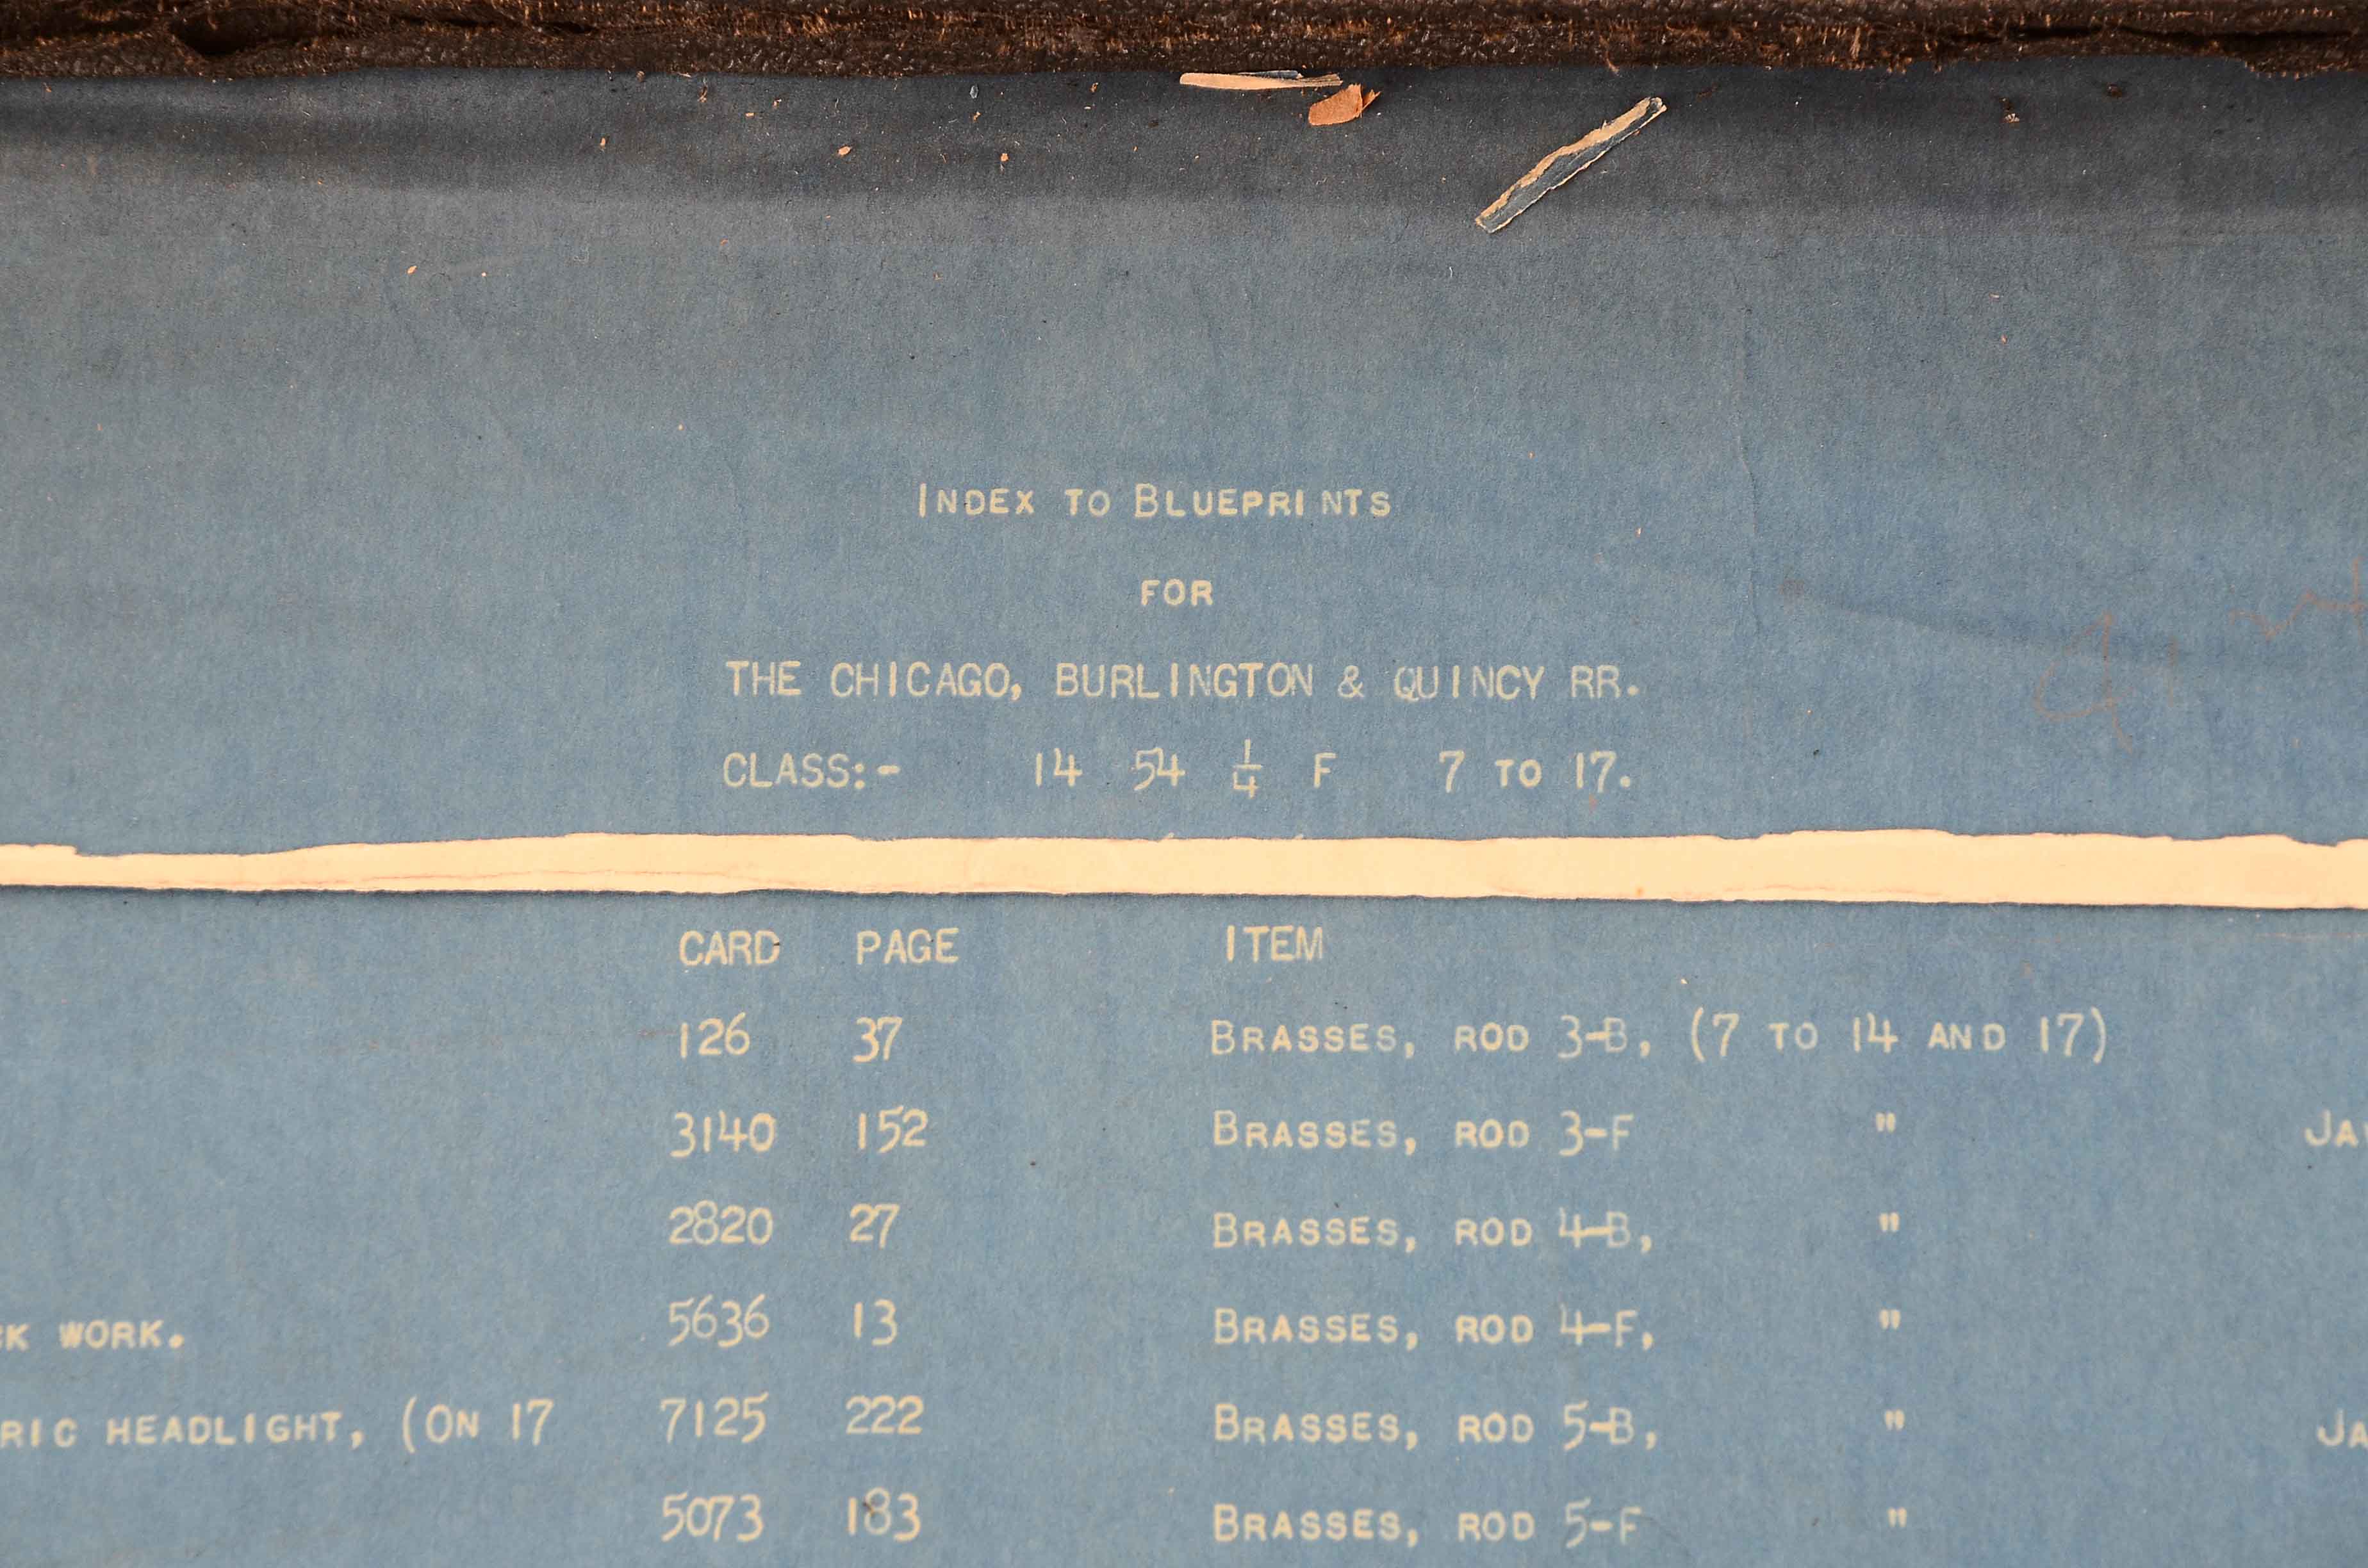 INDEX TO BLUEPRINTS
FOR
THE CHICAGO, BURLINGTON & QUINCY RR.
CLASS:- 14 54 1/4 F 7 TO 17.
CARD PAGE ITEM
126 37 BRASSES, ROD 3-B, (7 TO 14 AND 17)
3140 152 BRASSES, ROD 3-F "
2820 27 BRASSES, ROD 4-B, "
WORK. 5636 13 BRASSES, ROD 4-F, "
HEADLIGHT, (ON 17 7125 222 BRASSES, ROD 5-B, "
5073 183 BRASSES, ROD 5-F "